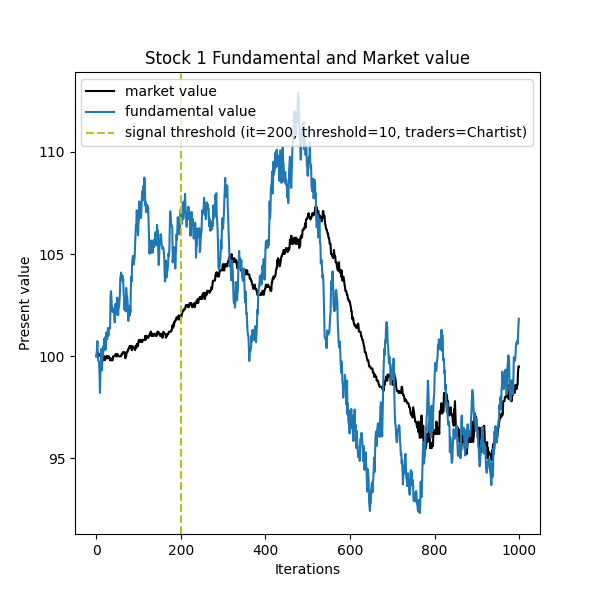 Stock 1 Fundamental and Market value
market value
fundamental value
signal threshold (it=200, threshold=10, traders=Chartist)
Present value
110
105
100
95
0 200 400 600 800 1000
Iterations